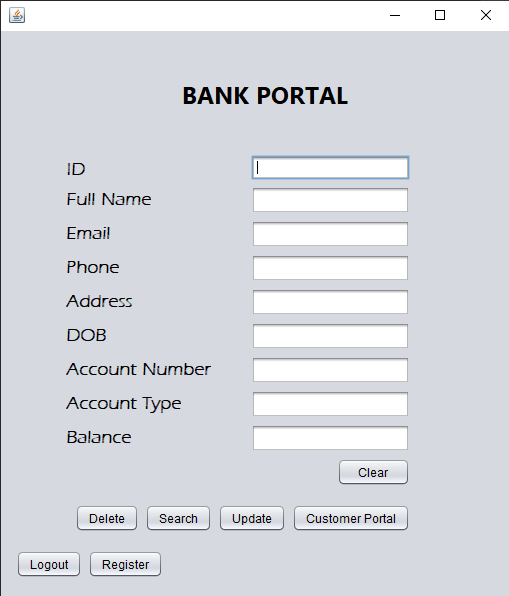 BANK PORTAL
ID
Full Name
Email
Phone
Address
DOB
Account Number
Account Type
Balance
Clear
Delete Search Update Customer Portal
Logout Register